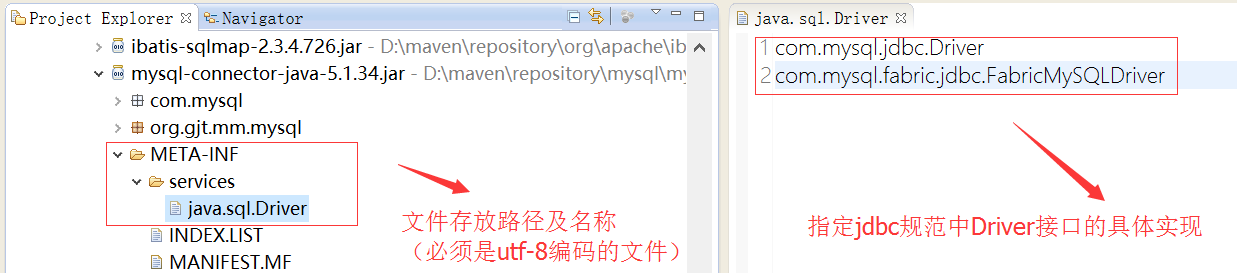 Project Explorer
Navigator
ibatis-sqlmap-2.3.4.726.jar - D:\maven\repository\org\apache\ib
mysql-connector-java-5.1.34.jar - D:\maven\repository\mysql\my
com.mysql
org.gjt.mm.mysql
META-INF
services
java.sql.Driver
INDEX.LIST
MANIFEST.MF
文件存放路径及名称
（必须是utf-8编码的文件）
java.sql.Driver
1 com.mysql.jdbc.Driver
2 com.mysql.fabric.jdbc.FabricMySQLDriver
指定jdbc规范中Driver接口的具体实现